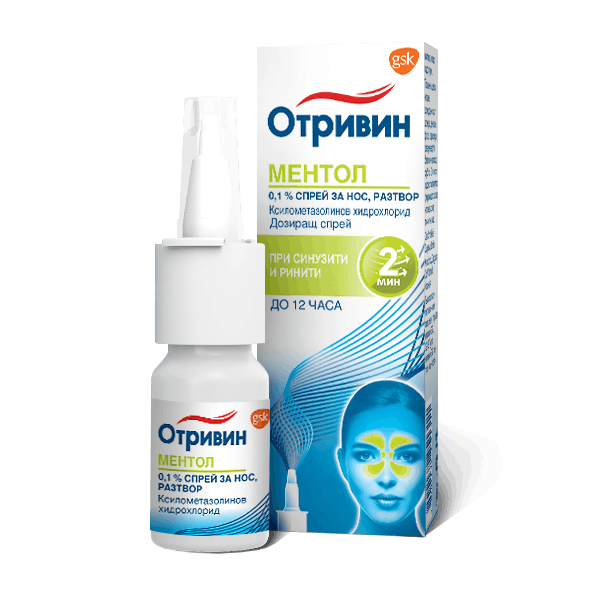 gsk
Отривин
МЕНТОЛ
0,1 % СПРЕЙ ЗА НОС, РАЗТВОР
Ксилометазолинов хидрохлорид
Дозиращ спрей
ПРИ СИНУЗИТИ
И РИНИТИ
2
МИН
ДО 12 ЧАСА
gsk
Отривин
МЕНТОЛ
0,1 % СПРЕЙ ЗА НОС,
РАЗТВОР
Ксилометазолинов
хидрохлорид